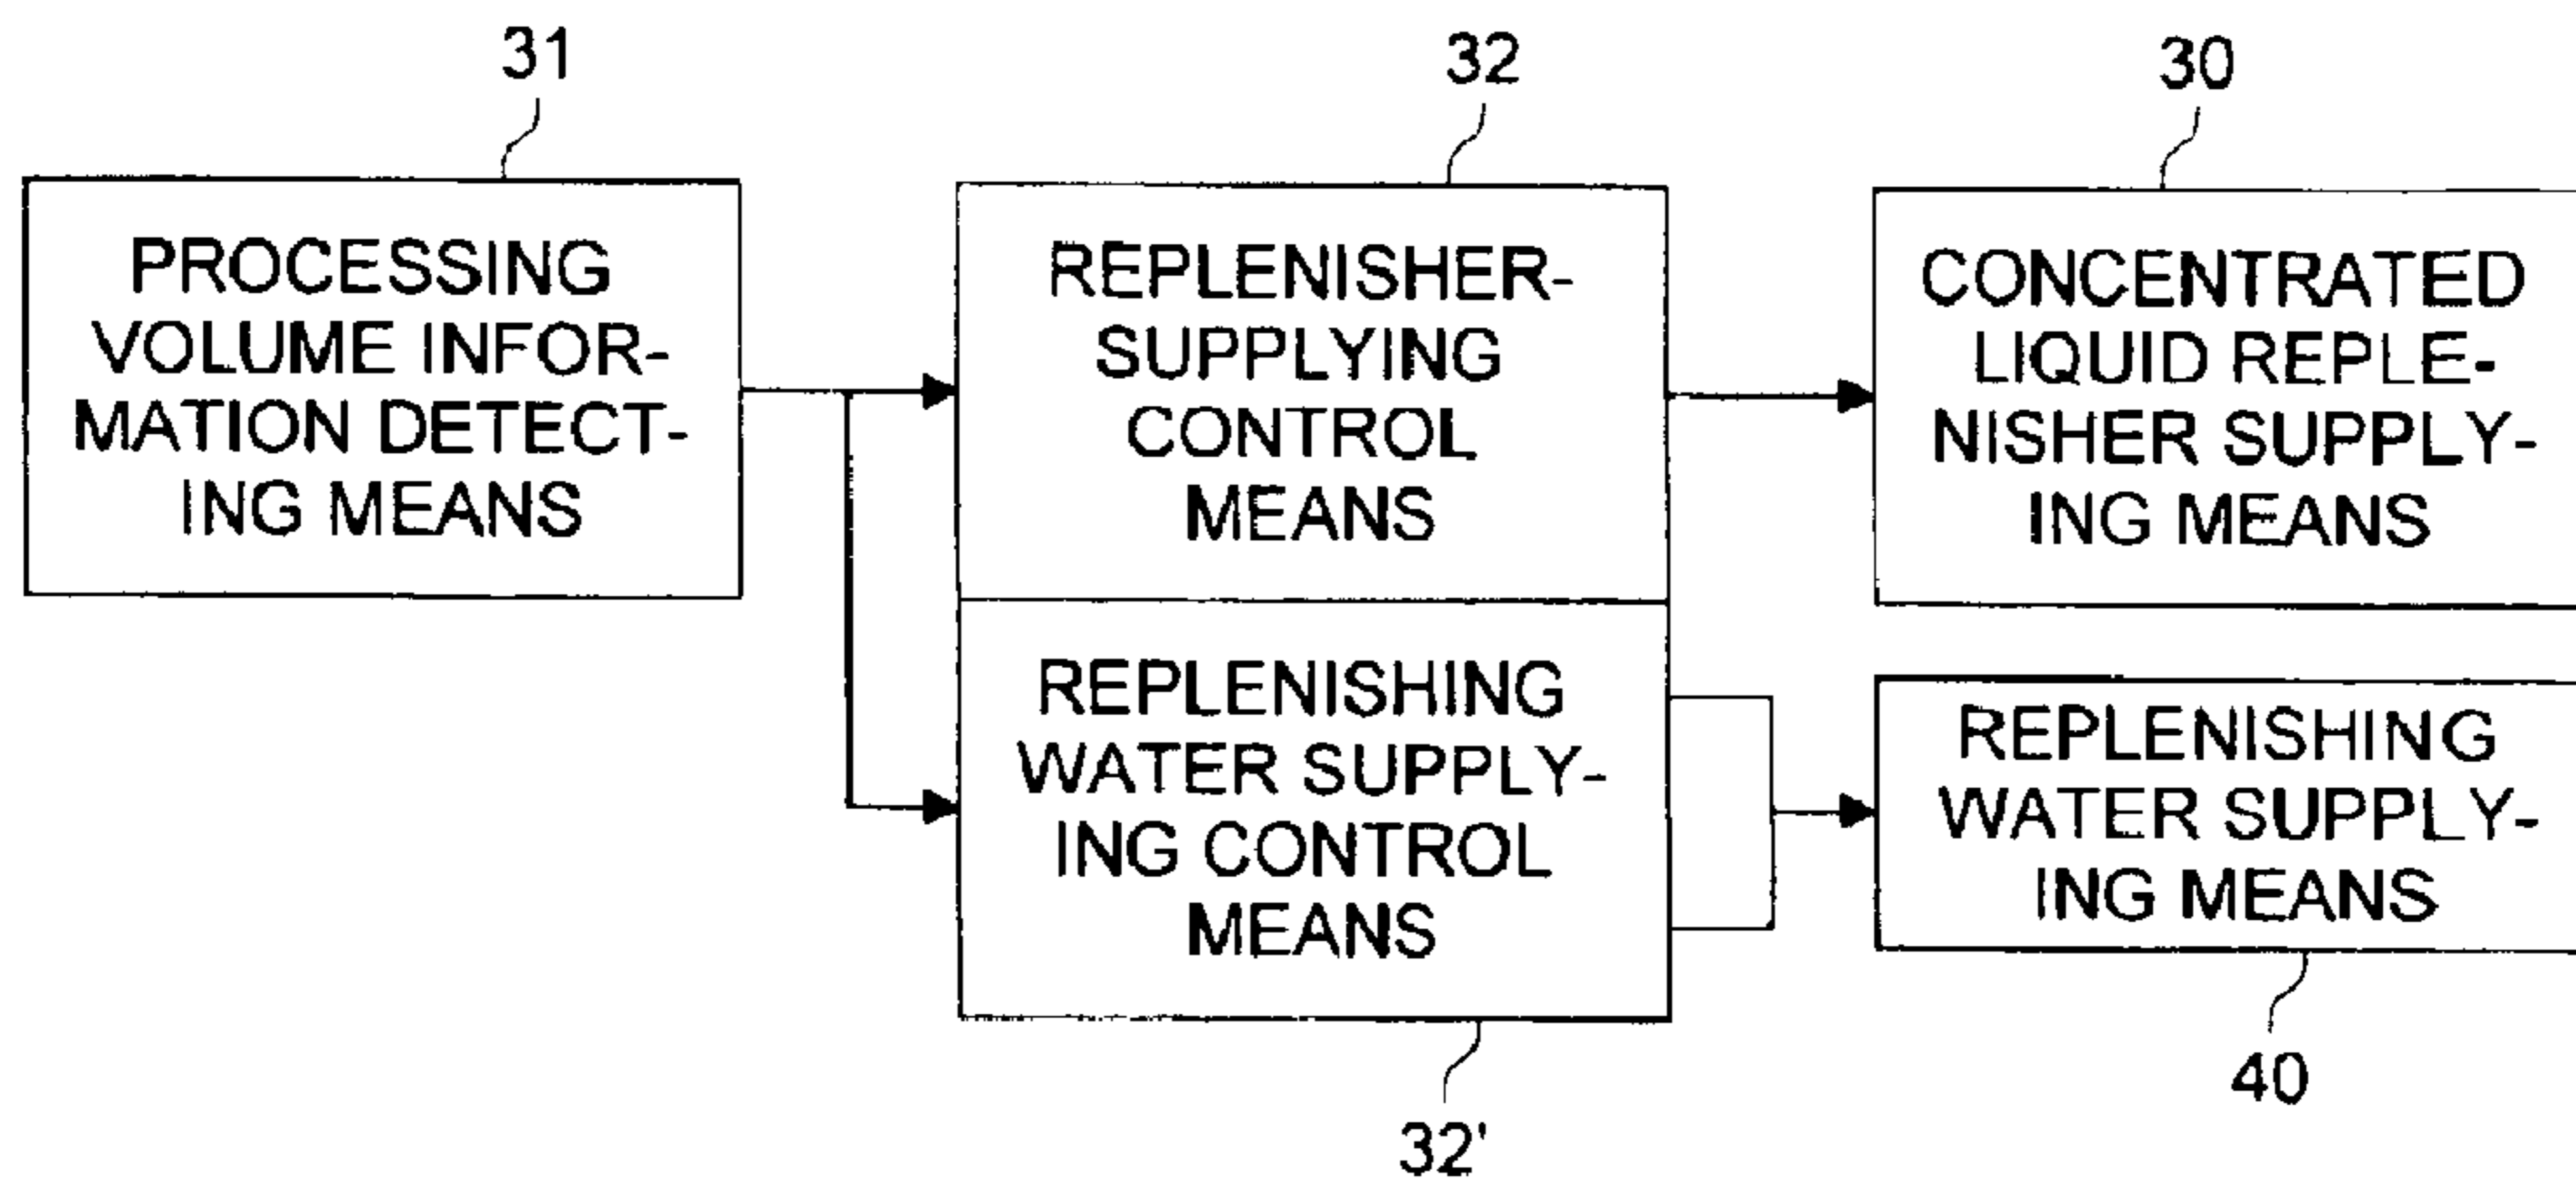 31
PROCESSING
VOLUME INFOR-
MATION DETECT-
ING MEANS
32
REPLENISHER-
SUPPLYING
CONTROL
MEANS
30
CONCENTRATED
LIQUID REPLE-
NISHER SUPPLY-
ING MEANS
REPLENISHING
WATER SUPPLY-
ING CONTROL
MEANS
32'
REPLENISHING
WATER SUPPLY-
ING MEANS
40